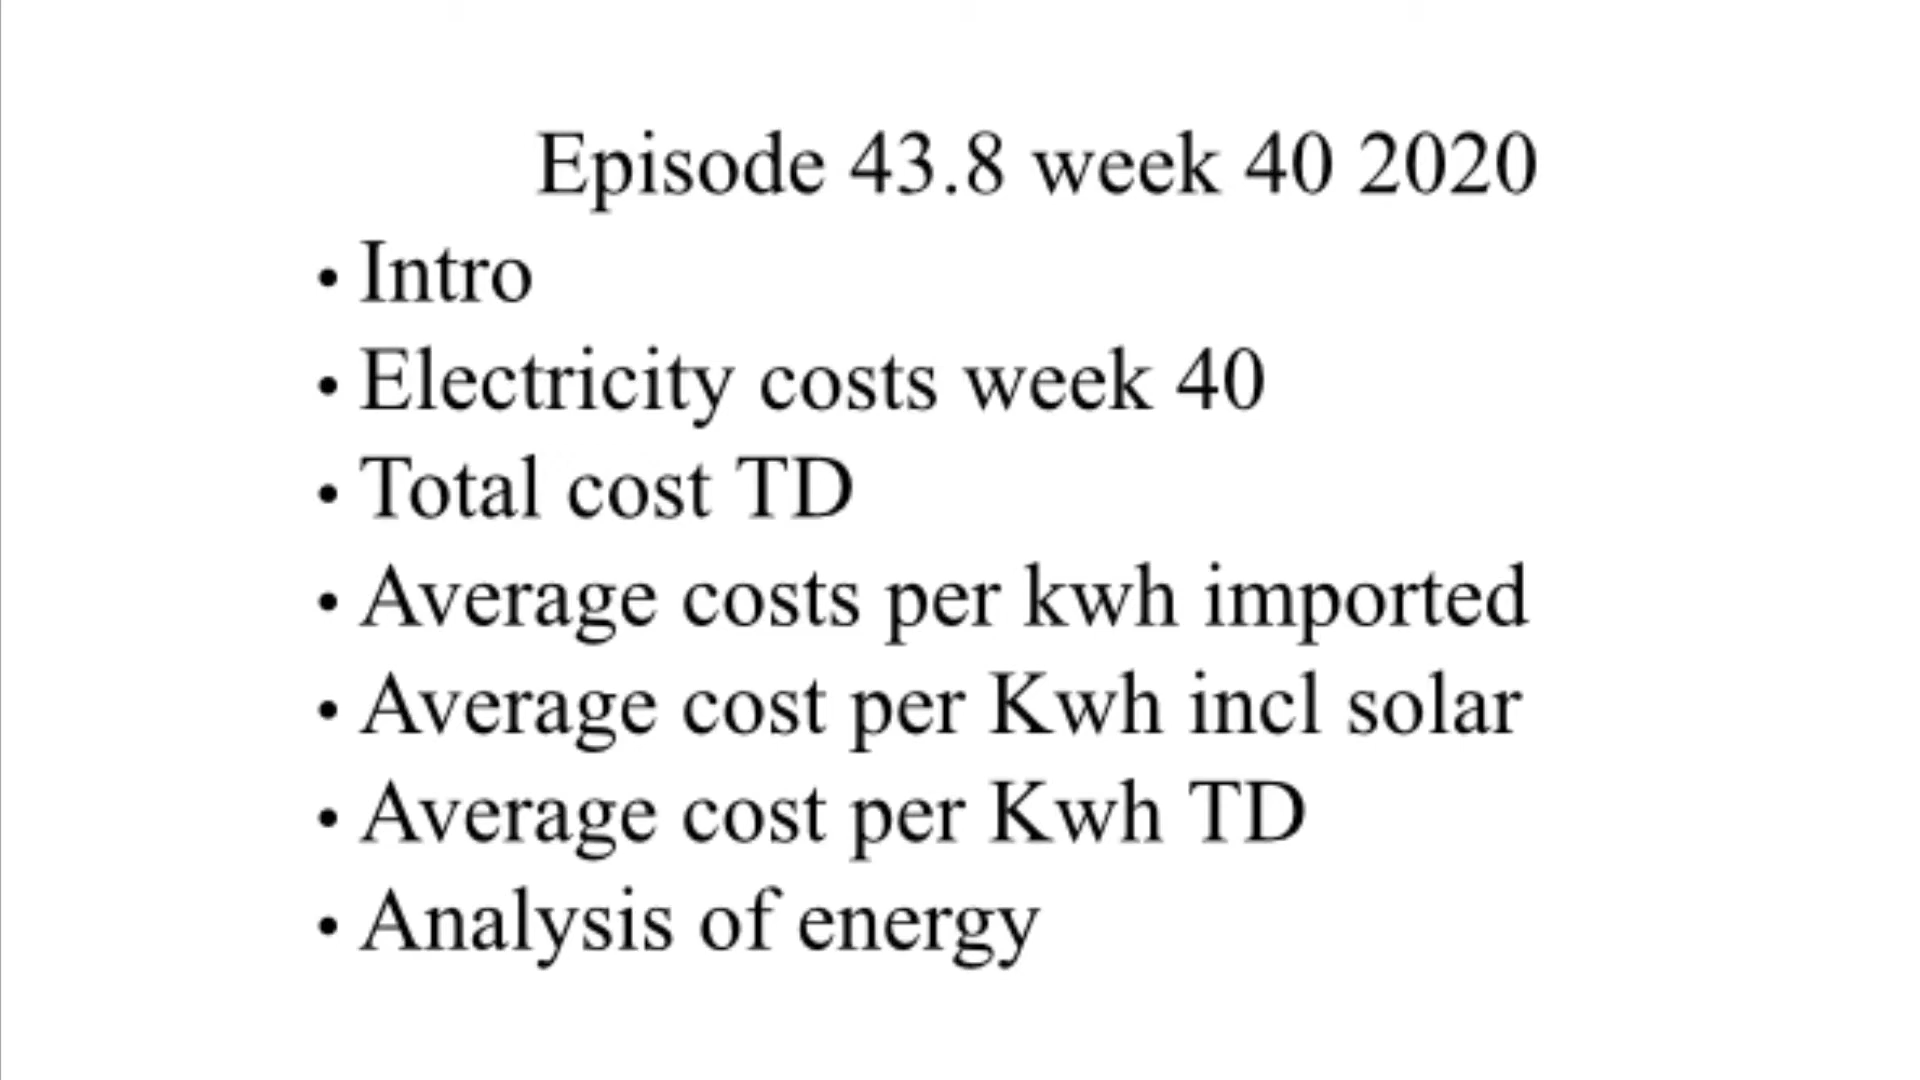 Episode 43.8 week 40 2020
• Intro
• Electricity costs week 40
• Total cost TD
• Average costs per kwh imported
• Average cost per Kwh incl solar
• Average cost per Kwh TD
• Analysis of energy